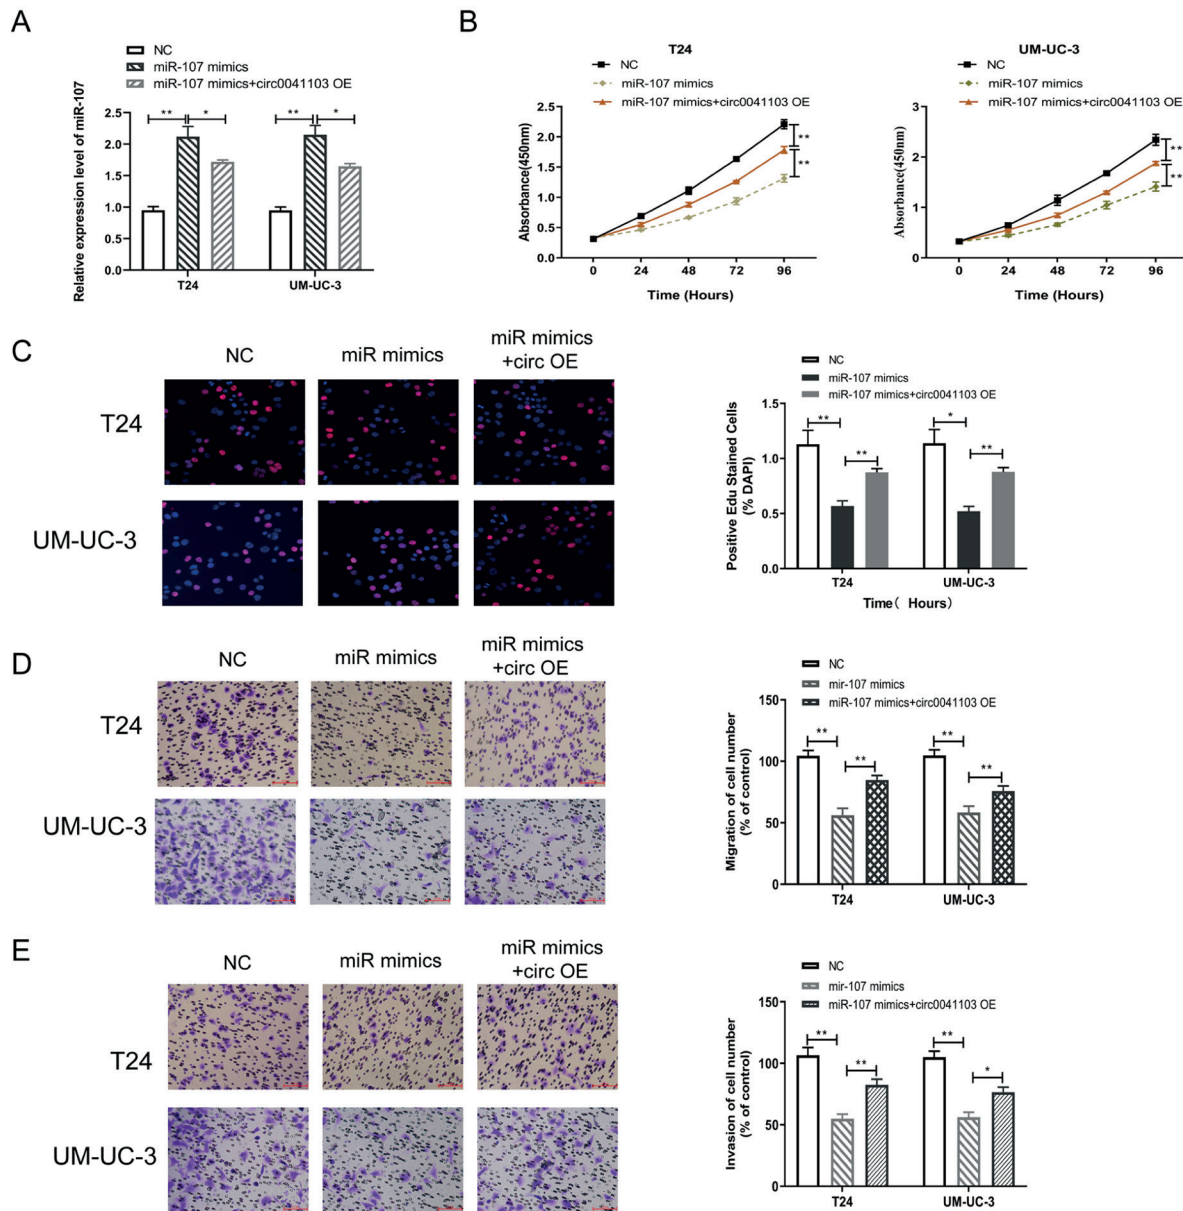 A
NC
miR-107 mimics
miR-107 mimics+circ0041103 OE
Relative expression level of miR-107
2.5
2.0
1.5
1.0
0.5
0.0
** * ** *
T24 UM-UC-3
B
T24
NC
miR-107 mimics
miR-107 mimics+circ0041103 OE
Absorbance(450nm)
2.5
2.0
1.5
1.0
0.5
0.0
**
**
0 24 48 72 96
Time (Hours)
UM-UC-3
NC
miR-107 mimics
miR-107 mimics+circ0041103 OE
Absorbance(450nm)
3.0
2.5
2.0
1.5
1.0
0.5
0.0
**
**
0 24 48 72 96
Time (Hours)
C
NC miR mimics miR mimics
+circ OE
T24
UM-UC-3
NC
miR-107 mimics
miR-107 mimics+circ0041103 OE
Positive Edu Stained Cells
(% DAPI)
1.5
1.0
0.5
0.0
** ** * **
T24 UM-UC-3
Time( Hours)
D
NC miR mimics miR mimics
+circ OE
T24
UM-UC-3
NC
mir-107 mimics
miR-107 mimics+circ0041103 OE
Migration of cell number
(% of control)
150
100
50
0
** ** ** **
T24 UM-UC-3
E
NC miR mimics miR mimics
+circ OE
T24
UM-UC-3
NC
mir-107 mimics
miR-107 mimics+circ0041103 OE
Invasion of cell number
(% of control)
150
100
50
0
** ** ** *
T24 UM-UC-3